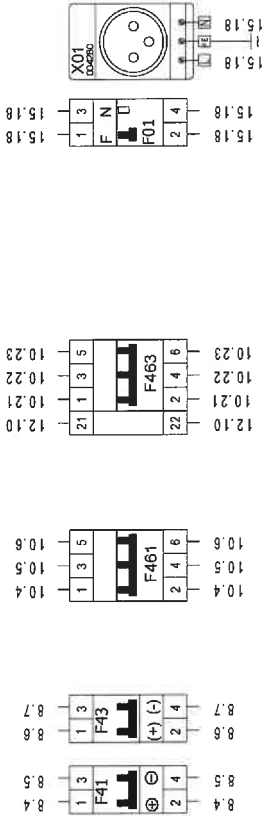 X01
N 15.18
PE
L 15.18
15.18 3 N 4 15.18
15.18 1 F F01 2 15.18
10.23 5 6 10.23
10.22 3 F463 4 10.22
10.21 1 2 10.21
12.10 21 22 12.10
10.6 5 6 10.6
10.5 3 F461 4 10.5
10.4 1 2 10.4
8.7 3 F43 (-) 4 8.7
8.6 1 (+) 2 8.6
8.5 3 F41 ⊖ 4 8.5
8.4 1 ⊕ 2 8.4